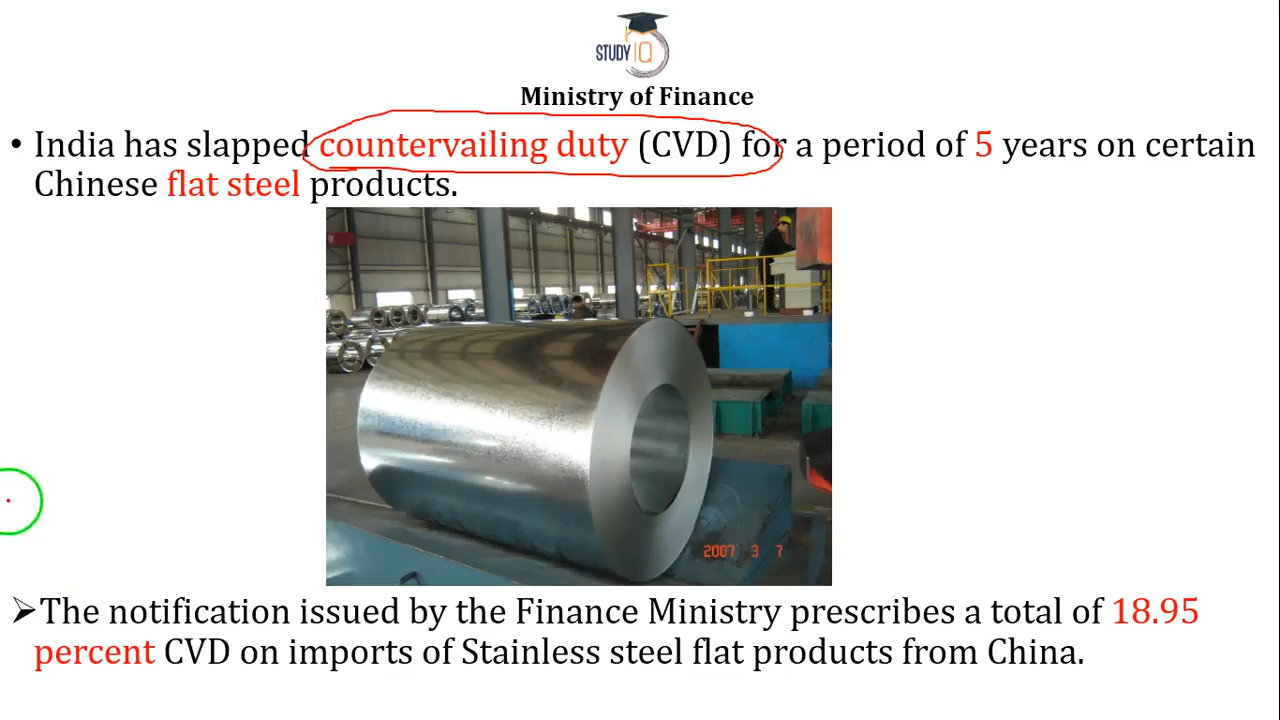 STUDY IQ
Ministry of Finance
• India has slapped countervailing duty (CVD) for a period of 5 years on certain
Chinese flat steel products.
2007 3 7
➢The notification issued by the Finance Ministry prescribes a total of 18.95
percent CVD on imports of Stainless steel flat products from China.